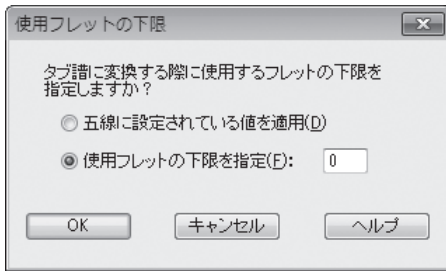 使用フレットの下限
タブ譜に変換する際に使用するフレットの下限を
指定しますか？
五線に設定されている値を適用(D)
使用フレットの下限を指定(F): 0
OK キャンセル ヘルプ